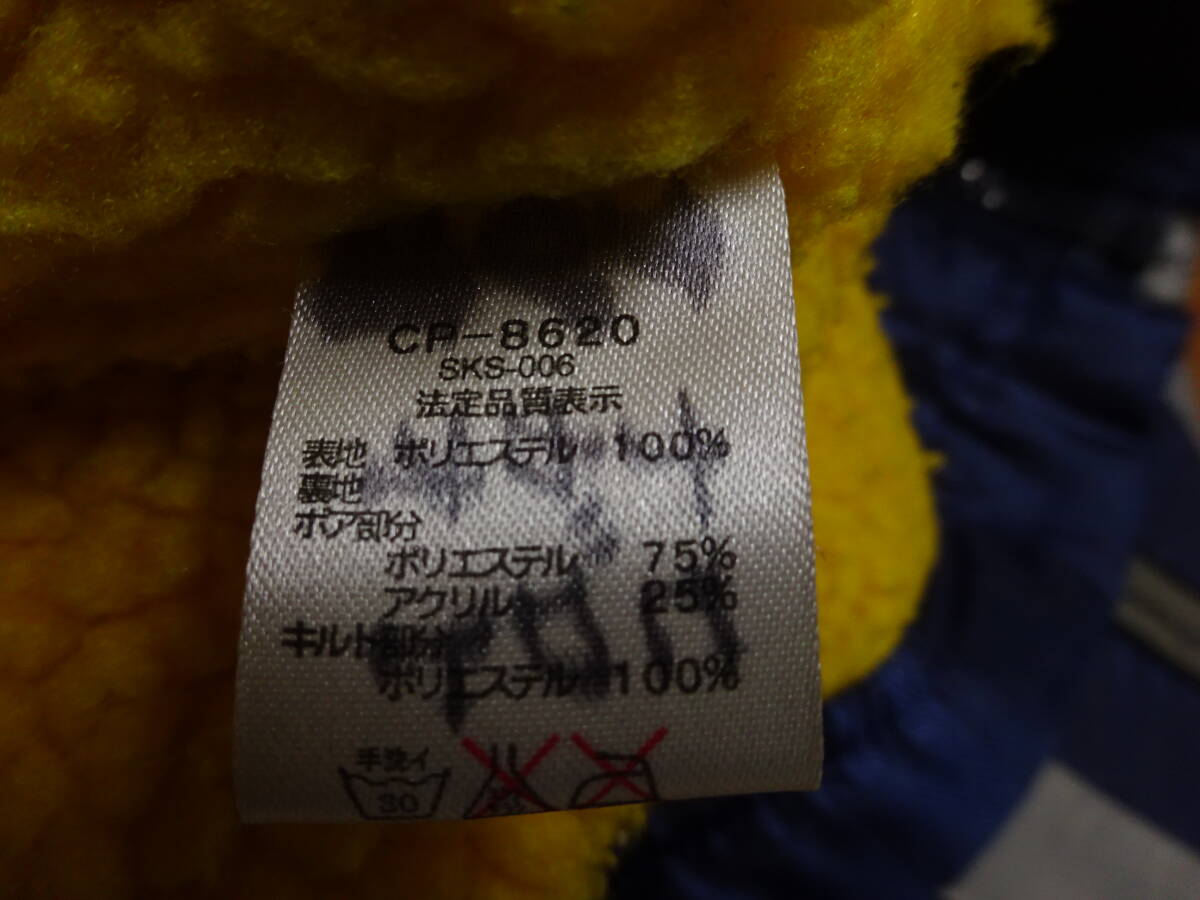 CP-8620
SKS-006
法定品質表示
表地 ポリエステル 100%
裏地
ボア部分
ポリエステル 75%
アクリル 25%
キルト部分
ポリエステル 100%
手洗イ
30